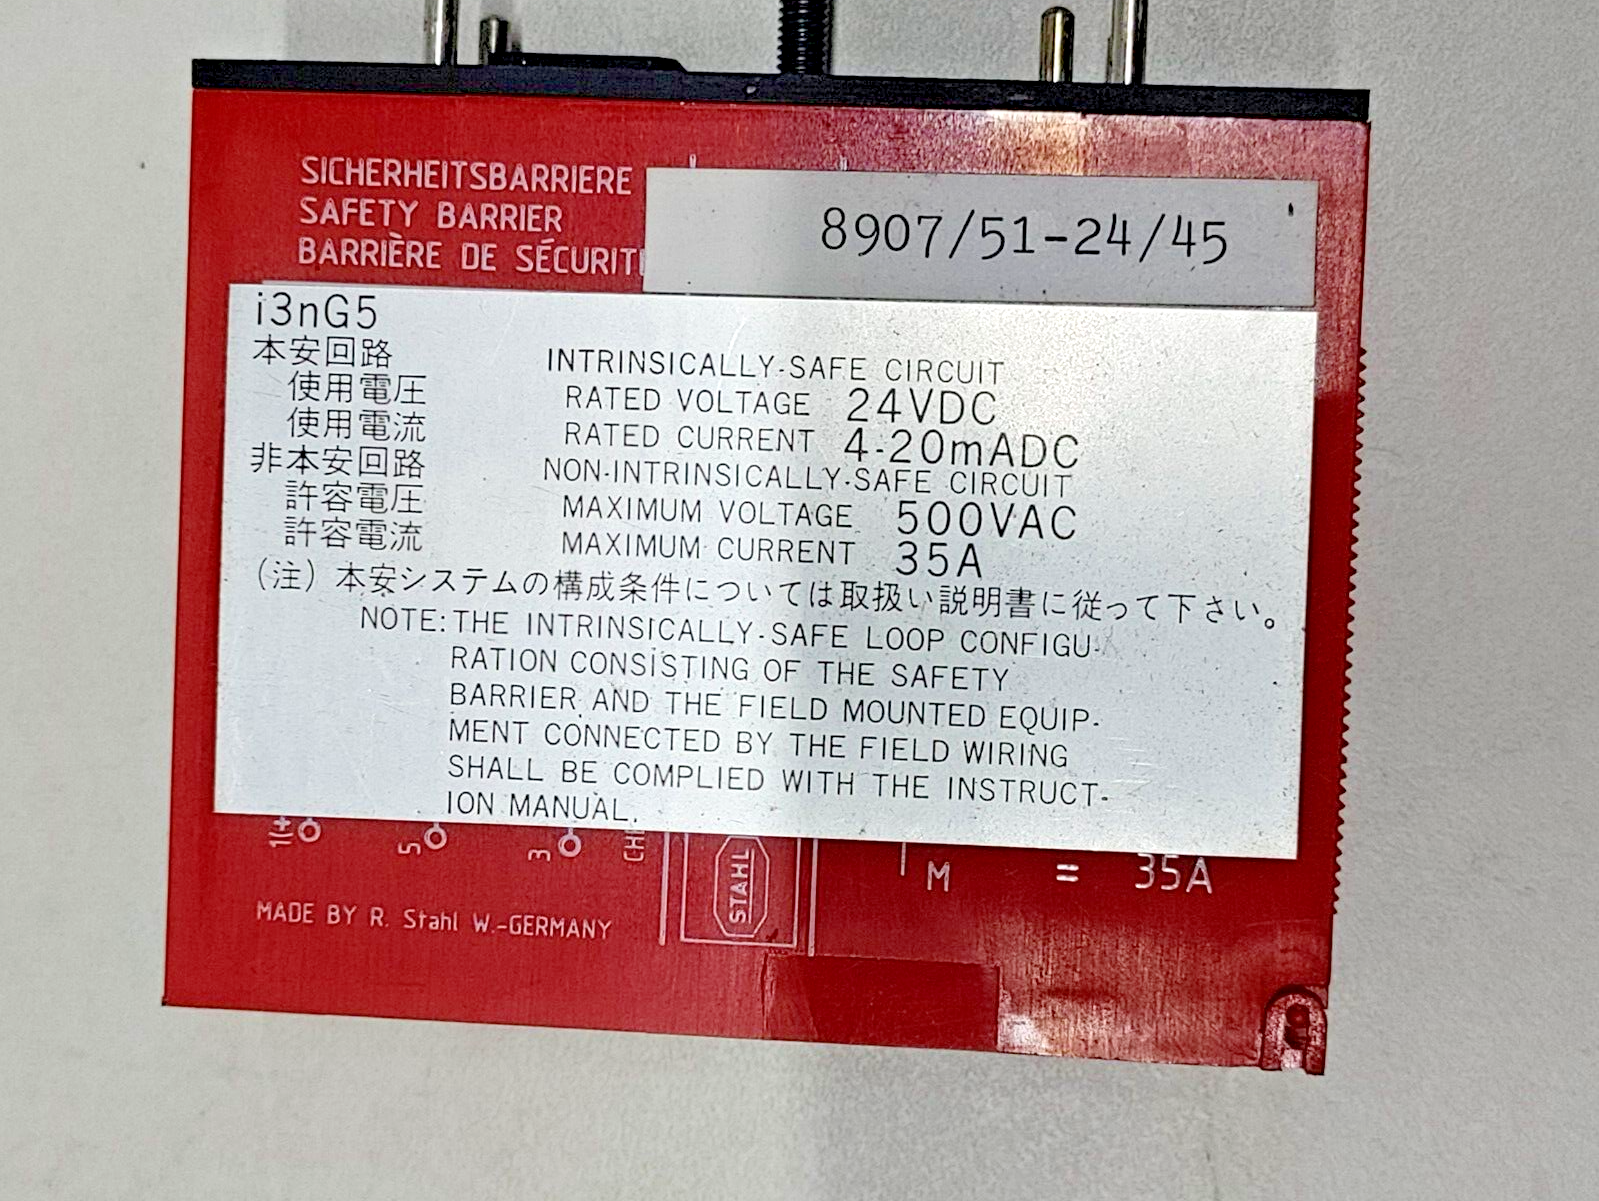 SICHERHEITSBARRIERE
SAFETY BARRIER
BARRIÈRE DE SÉCURIT
8907/51-24/45
i3nG5
本安回路 INTRINSICALLY-SAFE CIRCUIT
使用電圧 RATED VOLTAGE 24VDC
使用電流 RATED CURRENT 4-20mADC
非本安回路 NON-INTRINSICALLY-SAFE CIRCUIT
許容電圧 MAXIMUM VOLTAGE 500VAC
許容電流 MAXIMUM CURRENT 35A
(注) 本安システムの構成条件については取扱い説明書に従って下さい。
NOTE: THE INTRINSICALLY-SAFE LOOP CONFIGU-
RATION CONSISTING OF THE SAFETY
BARRIER AND THE FIELD MOUNTED EQUIP-
MENT CONNECTED BY THE FIELD WIRING
SHALL BE COMPLIED WITH THE INSTRUCT-
ION MANUAL.
1(+
5
3
STAHL
M = 35A
MADE BY R. Stahl W.-GERMANY